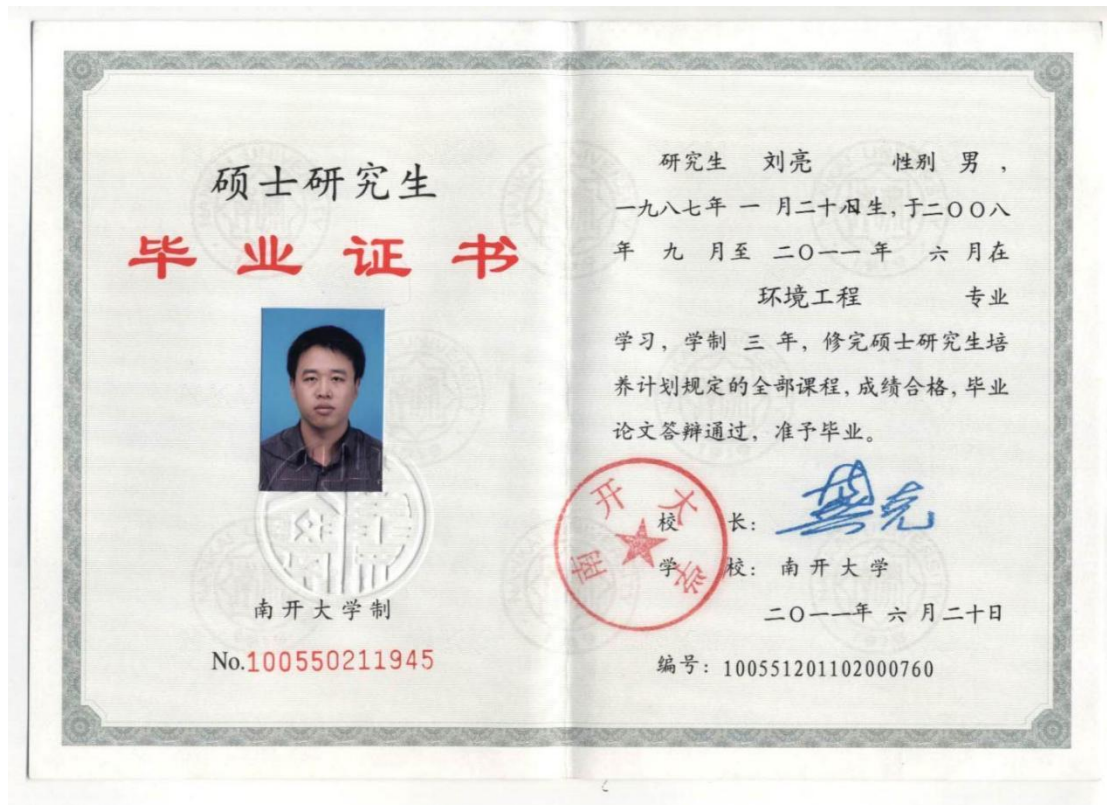 硕士研究生
毕业证书
南开大学制
No.100550211945
研究生 刘亮 性别 男，
一九八七年 一 月二十八日生，于二〇〇八
年 九 月至 二〇一一 年 六 月在
环境工程 专业
学习，学制 三 年，修完硕士研究生培
养计划规定的全部课程，成绩合格，毕业
论文答辩通过，准予毕业。
校 长： 龚克
学 校： 南开大学
南开大学
二〇一一年 六 月二十日
编号：100551201102000760